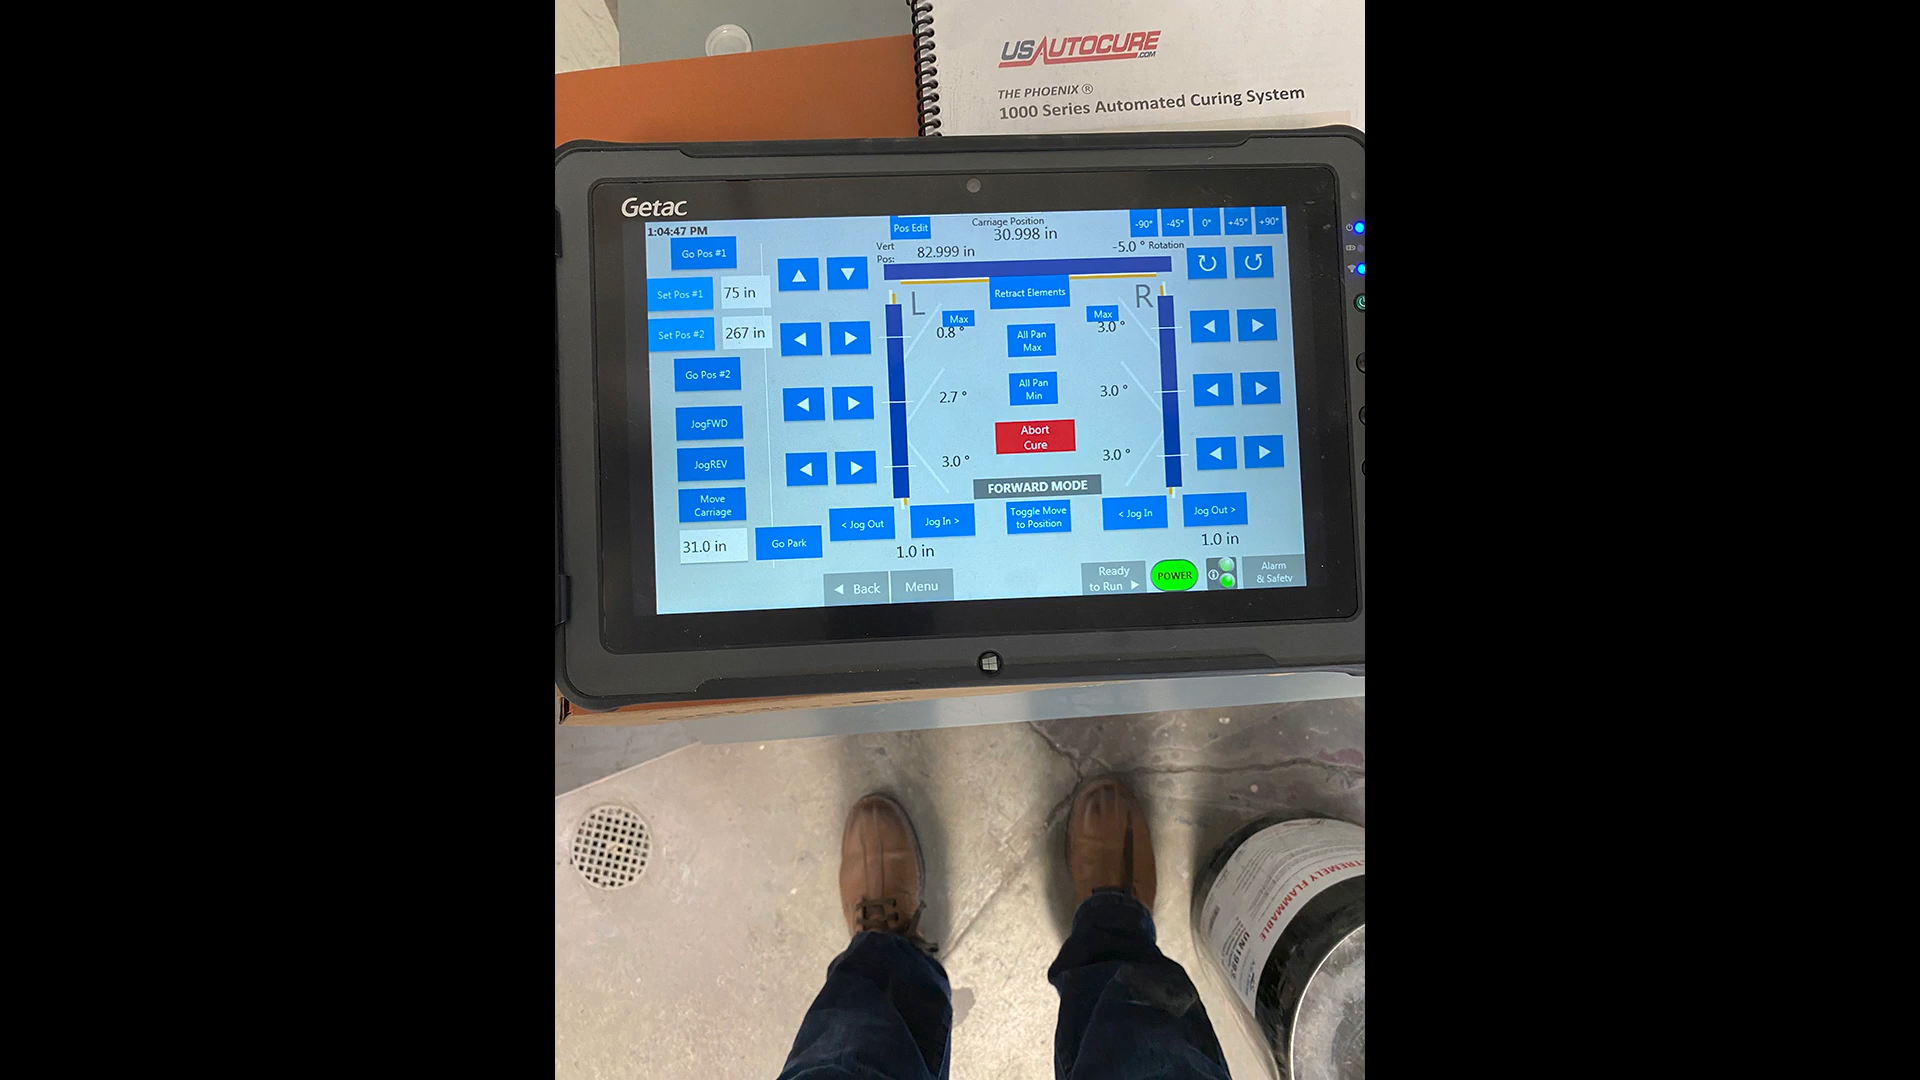 USAUTOCURE
.COM
THE PHOENIX ®
1000 Series Automated Curing System
Getac
1:04:47 PM
Go Pos #1
Set Pos #1
75 in
Set Pos #2
267 in
Go Pos #2
JogFWD
JogREV
Move
Carriage
31.0 in
Go Park
Pos Edit
Carriage Position
30.998 in
Vert
Pos:
82.999 in
-5.0 ° Rotation
-90°
-45°
0°
+45°
+90°
L
R
Retract Elements
Max
0.8 °
Max
3.0 °
All Pan
Max
2.7 °
All Pan
Min
3.0 °
Abort
Cure
3.0 °
3.0 °
FORWARD MODE
< Jog Out
Jog In >
Toggle Move
to Position
< Jog In
Jog Out >
1.0 in
1.0 in
Back
Menu
Ready
to Run
POWER
Alarm
& Safety
FLAMMABLE